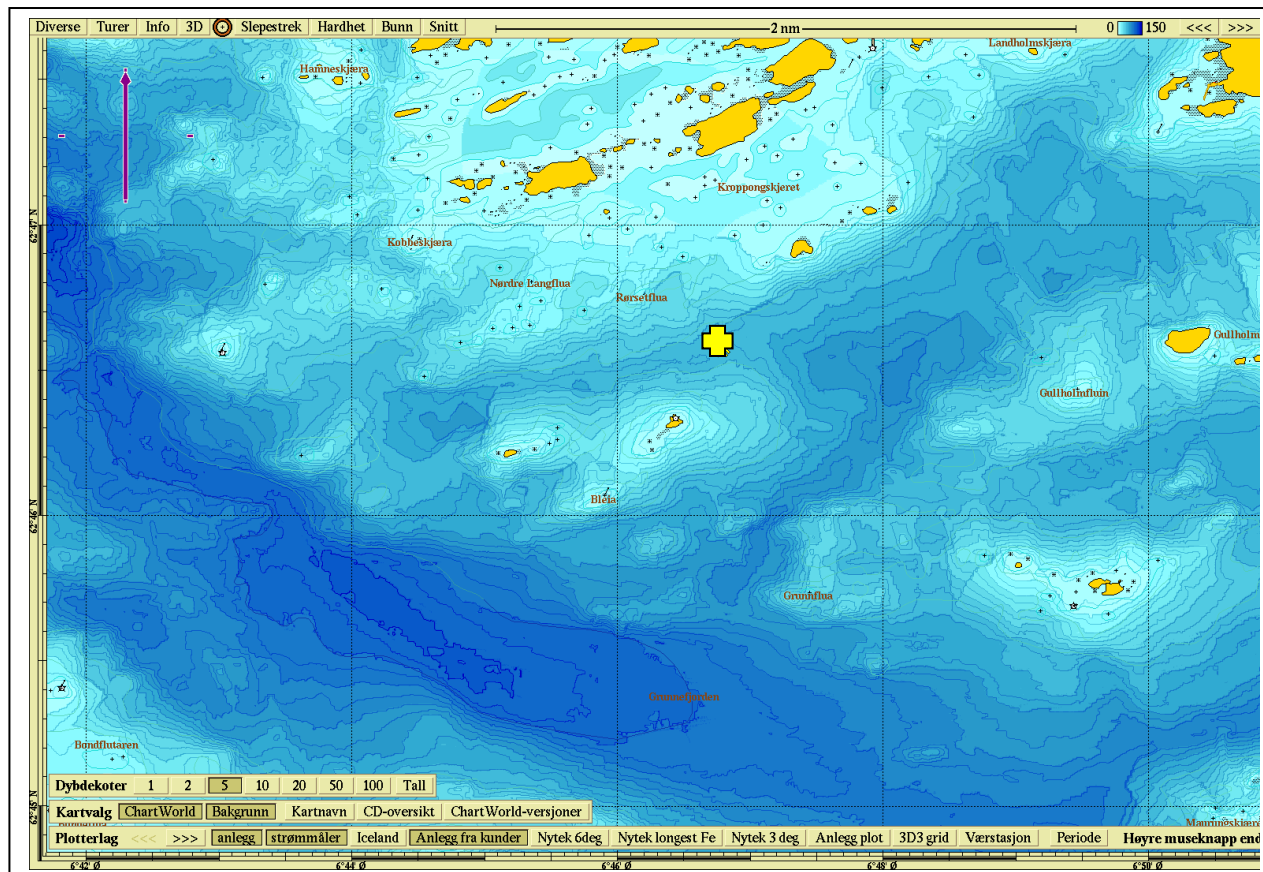 Diverse Turer Info 3D Slepestrek Hardhet Bunn Snitt 2 nm 0 150 <<< >>>
Landholmskjæra
Hamneskjæra
Kroppongskjeret
62°47' N
Kobbeskjæra
Nørdre Langflua
Rørsetflua
Gullholm
Gullholmfluin
Bleia
62°46' N
Grunnflua
Bondflutaren
Dybdekoter 1 2 5 10 20 50 100 Tall
62°45' N
Kartvalg ChartWorld Bakgrunn Kartnavn CD-oversikt ChartWorld-versjoner
Plotterlag <<< >>> anlegg strømmåler Iceland Anlegg fra kunder Nytek 6deg Nytek longest Fe Nytek 3 deg Anlegg plot 3D3 grid Værstasjon Periode Høyre museknapp end
6°42' Ø 6°44' Ø 6°46' Ø 6°48' Ø 6°50' Ø